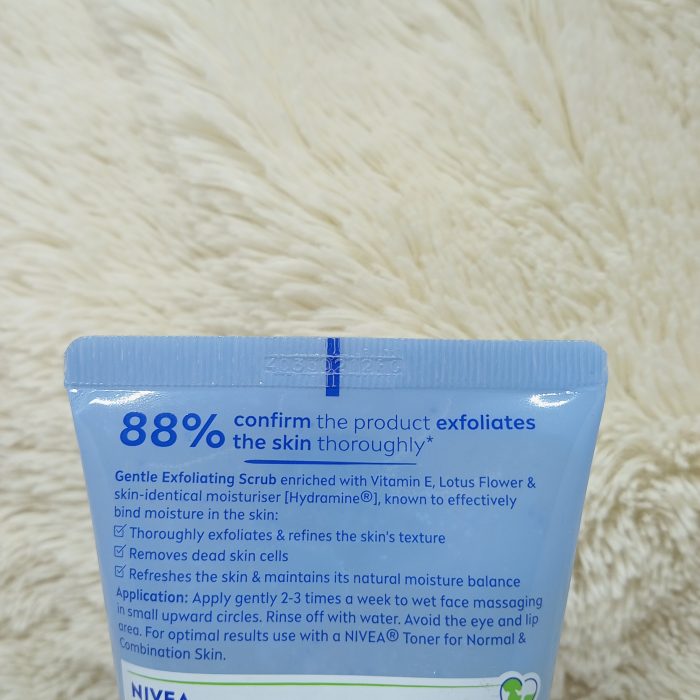 88% confirm the product exfoliates
the skin thoroughly*
Gentle Exfoliating Scrub enriched with Vitamin E, Lotus Flower &
skin-identical moisturiser [Hydramine®], known to effectively
bind moisture in the skin:
Thoroughly exfoliates & refines the skin's texture
Removes dead skin cells
Refreshes the skin & maintains its natural moisture balance
Application: Apply gently 2-3 times a week to wet face massaging
in small upward circles. Rinse off with water. Avoid the eye and lip
area. For optimal results use with a NIVEA® Toner for Normal &
Combination Skin.
NIVEA